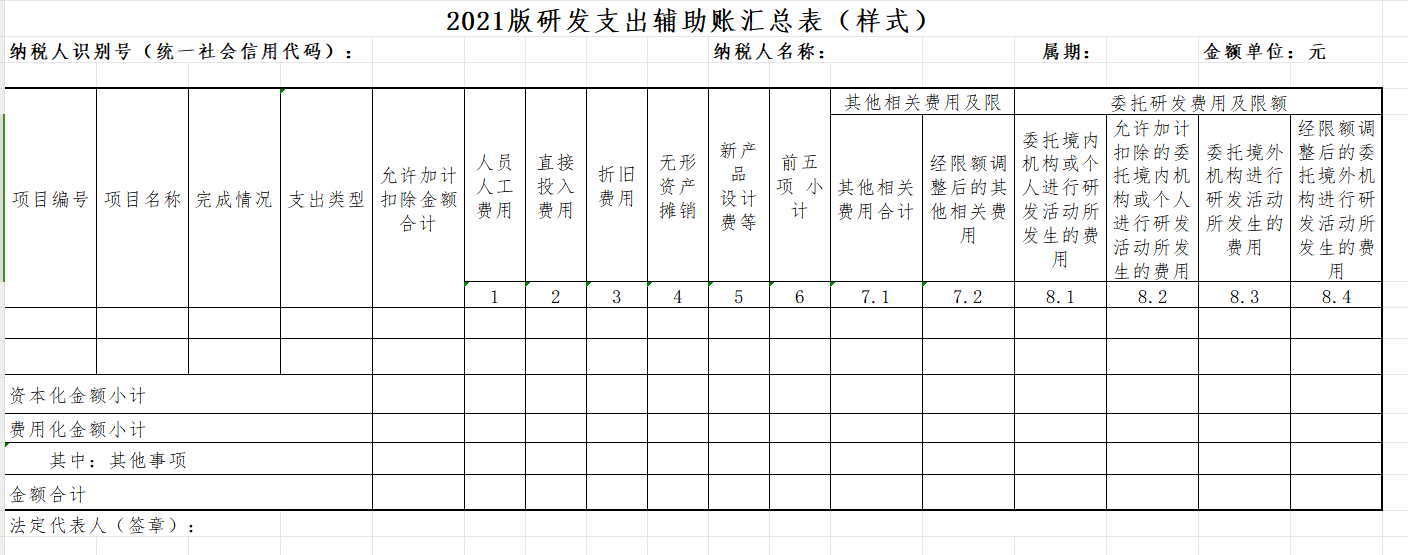 2021版研发支出辅助账汇总表（样式）
纳税人识别号（统一社会信用代码）： 纳税人名称： 属期： 金额单位：元
其他相关费用及限 委托研发费用及限额
项目编号
项目名称
完成情况
支出类型
允许加计
扣除金额
合计
人员
人工
费用
直接
投入
费用
折旧
费用
无形
资产
摊销
新产
品
设计
费等
前五
项 小
计
其他相关
费用合计
经限额调
整后的其
他相关费
用
委托境内
机构或个
人进行研
发活动所
发生的费
用
允许加计
扣除的委
托境内机
构或个人
进行研发
活动所发
生的费用
委托境外
机构进行
研发活动
所发生的
费用
经限额调
整后的委
托境外机
构进行研
发活动所
发生的费
用
1 2 3 4 5 6 7.1 7.2 8.1 8.2 8.3 8.4
资本化金额小计
费用化金额小计
其中：其他事项
金额合计
法定代表人（签章）：